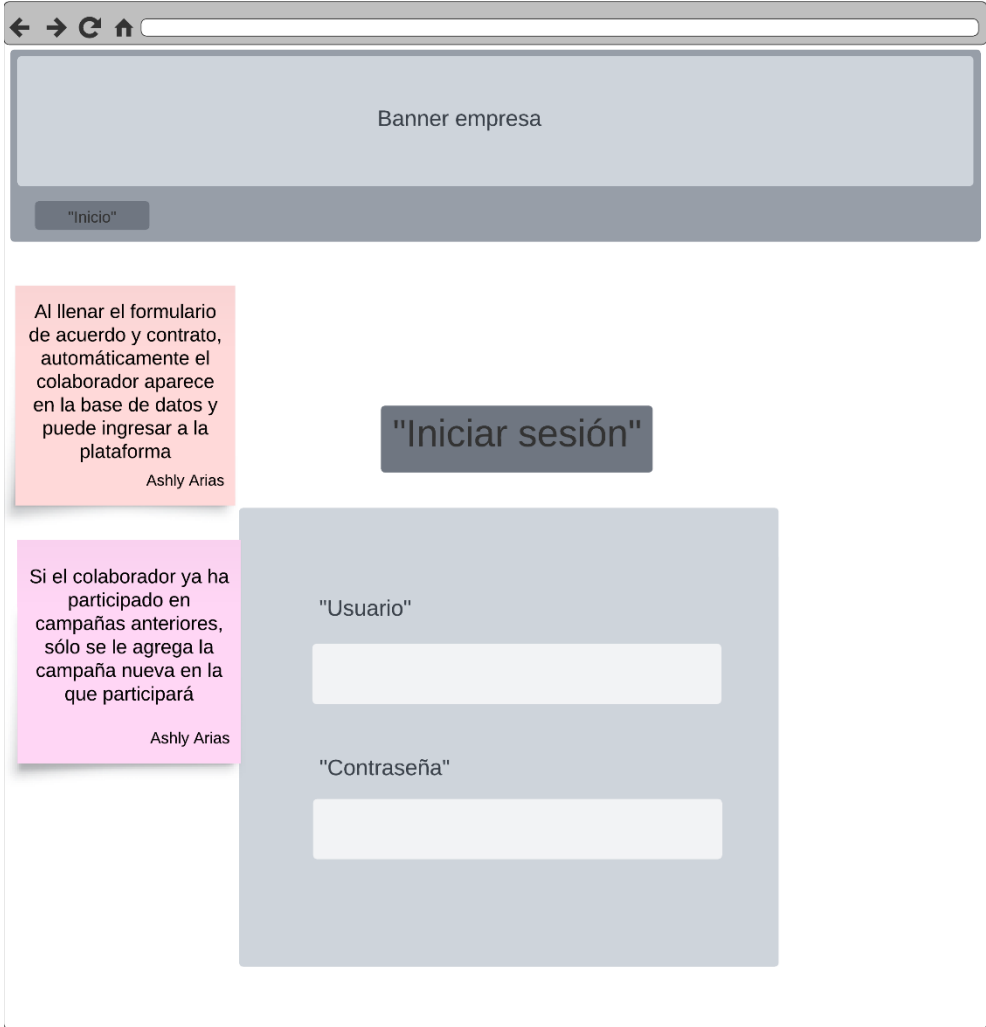 Banner empresa
"Inicio"
Al llenar el formulario
de acuerdo y contrato,
automáticamente el
colaborador aparece
en la base de datos y
puede ingresar a la
plataforma
Ashly Arias
"Iniciar sesión"
Si el colaborador ya ha
participado en
campañas anteriores,
sólo se le agrega la
campaña nueva en la
que participará
Ashly Arias
"Usuario"
"Contraseña"